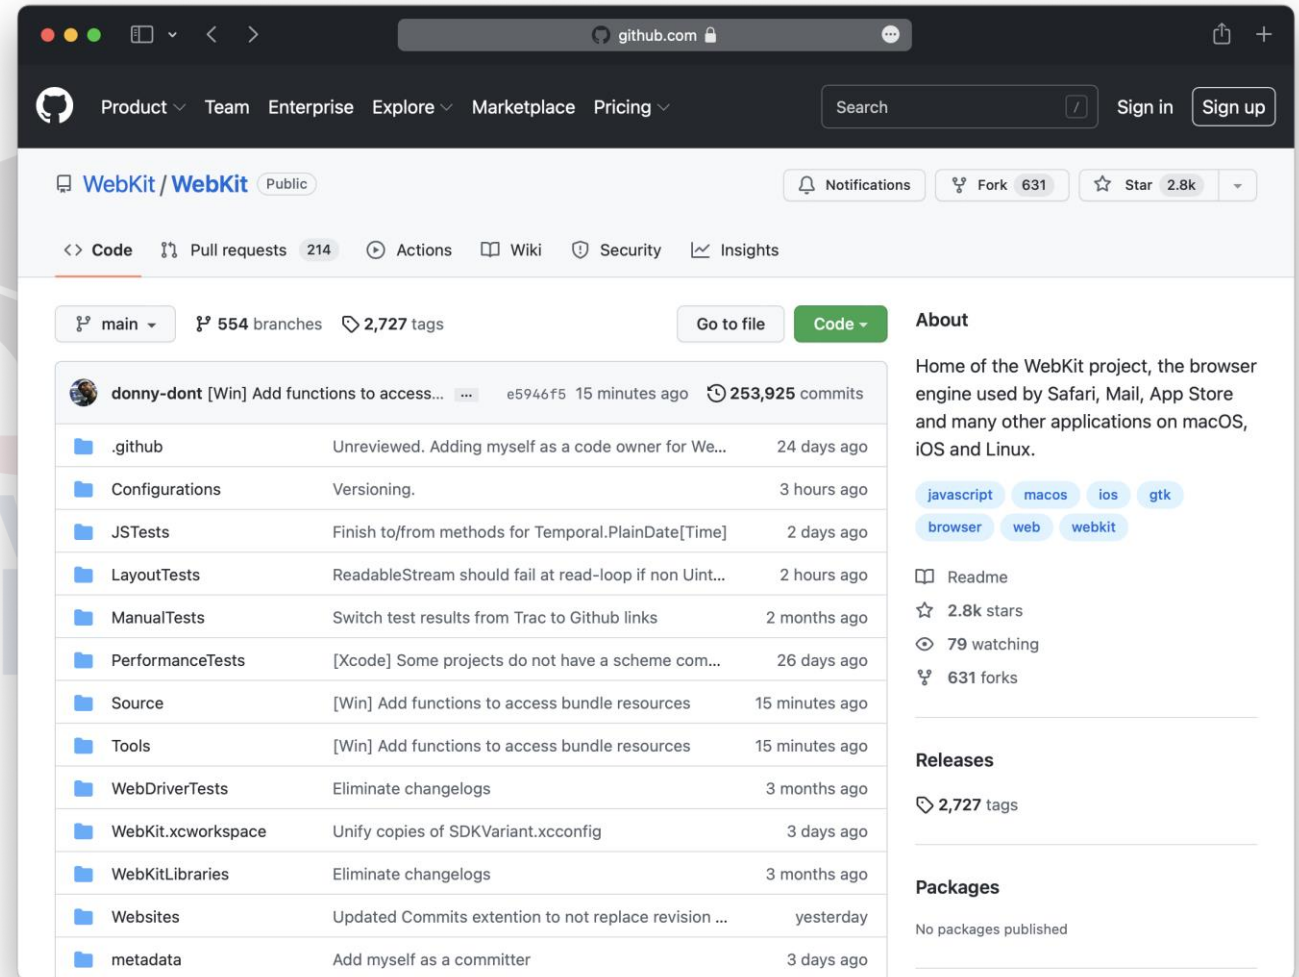 github.com
Product Team Enterprise Explore Marketplace Pricing Search / Sign in Sign up
WebKit / WebKit Public Notifications Fork 631 Star 2.8k
Code Pull requests 214 Actions Wiki Security Insights
main 554 branches 2,727 tags Go to file Code
donny-dont [Win] Add functions to access... ... e5946f5 15 minutes ago 253,925 commits
.github Unreviewed. Adding myself as a code owner for We... 24 days ago
Configurations Versioning. 3 hours ago
JSTests Finish to/from methods for Temporal.PlainDate[Time] 2 days ago
LayoutTests ReadableStream should fail at read-loop if non Uint... 2 hours ago
ManualTests Switch test results from Trac to Github links 2 months ago
PerformanceTests [Xcode] Some projects do not have a scheme com... 26 days ago
Source [Win] Add functions to access bundle resources 15 minutes ago
Tools [Win] Add functions to access bundle resources 15 minutes ago
WebDriverTests Eliminate changelogs 3 months ago
WebKit.xcworkspace Unify copies of SDKVariant.xcconfig 3 days ago
WebKitLibraries Eliminate changelogs 3 months ago
Websites Updated Commits extention to not replace revision ... yesterday
metadata Add myself as a committer 3 days ago
About
Home of the WebKit project, the browser
engine used by Safari, Mail, App Store
and many other applications on macOS,
iOS and Linux.
javascript macos ios gtk
browser web webkit
Readme
2.8k stars
79 watching
631 forks
Releases
2,727 tags
Packages
No packages published